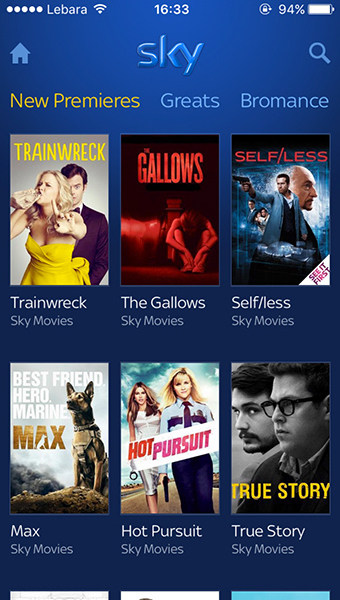 Lebara 16:33 94%
sky
New Premieres Greats Bromance
TRAINWRECK
THE GALLOWS
SELF/LESS
SEE IT FIRST
Trainwreck The Gallows Self/less
Sky Movies Sky Movies Sky Movies
BEST FRIEND.
HERO.
MARINE.
MAX
HOT PURSUIT
TRUE STORY
Max Hot Pursuit True Story
Sky Movies Sky Movies Sky Movies